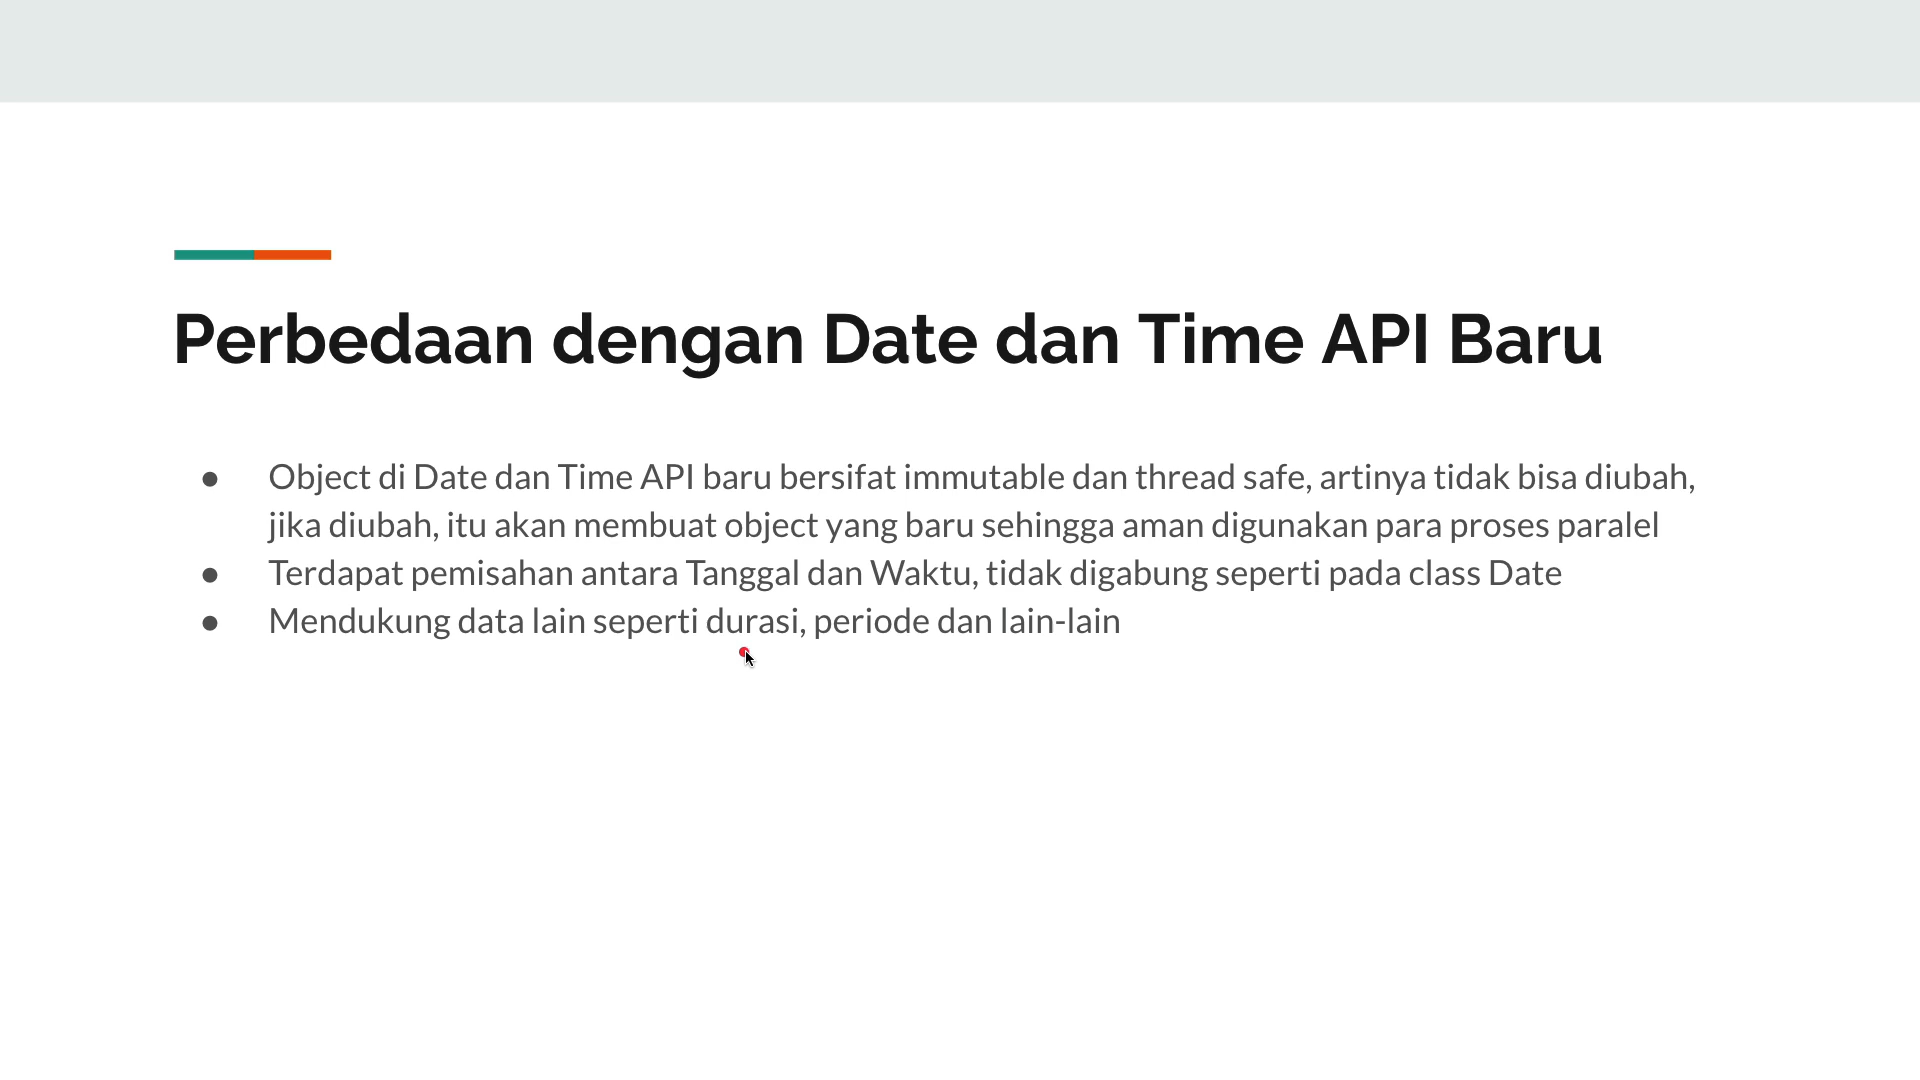 Perbedaan dengan Date dan Time API Baru
● Object di Date dan Time API baru bersifat immutable dan thread safe, artinya tidak bisa diubah,
jika diubah, itu akan membuat object yang baru sehingga aman digunakan para proses paralel
● Terdapat pemisahan antara Tanggal dan Waktu, tidak digabung seperti pada class Date
● Mendukung data lain seperti durasi, periode dan lain-lain